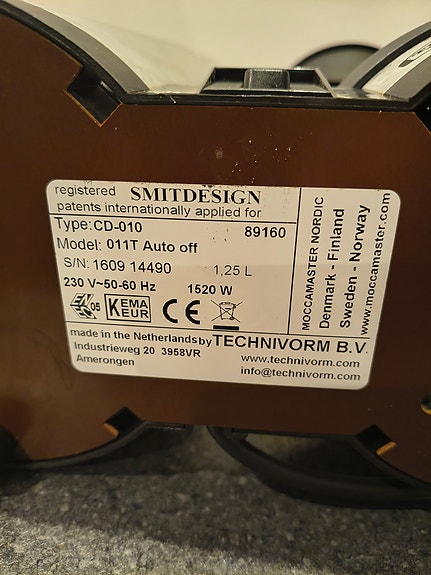 registered SMITDESIGN
patents internationally applied for
Type:CD-010 89160
Model: 011T Auto off
S/N: 1609 14490 1,25 L
230 V~50-60 Hz 1520 W
05 KEMA
KEUR CE
made in the Netherlands by TECHNIVORM B.V.
Industrieweg 20 3958VR www.technivorm.com
Amerongen info@technivorm.com
MOCCAMASTER NORDIC
Denmark - Finland
Sweden - Norway
www.moccamaster.com